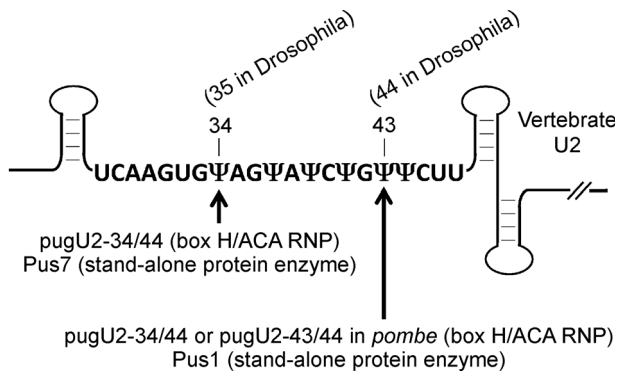 (35 in Drosophila)
(44 in Drosophila)
34
43
Vertebrate
U2
UCAAGUGΨAGΨAΨCΨGΨΨCUU
pugU2-34/44 (box H/ACA RNP)
Pus7 (stand-alone protein enzyme)
pugU2-34/44 or pugU2-43/44 in pombe (box H/ACA RNP)
Pus1 (stand-alone protein enzyme)